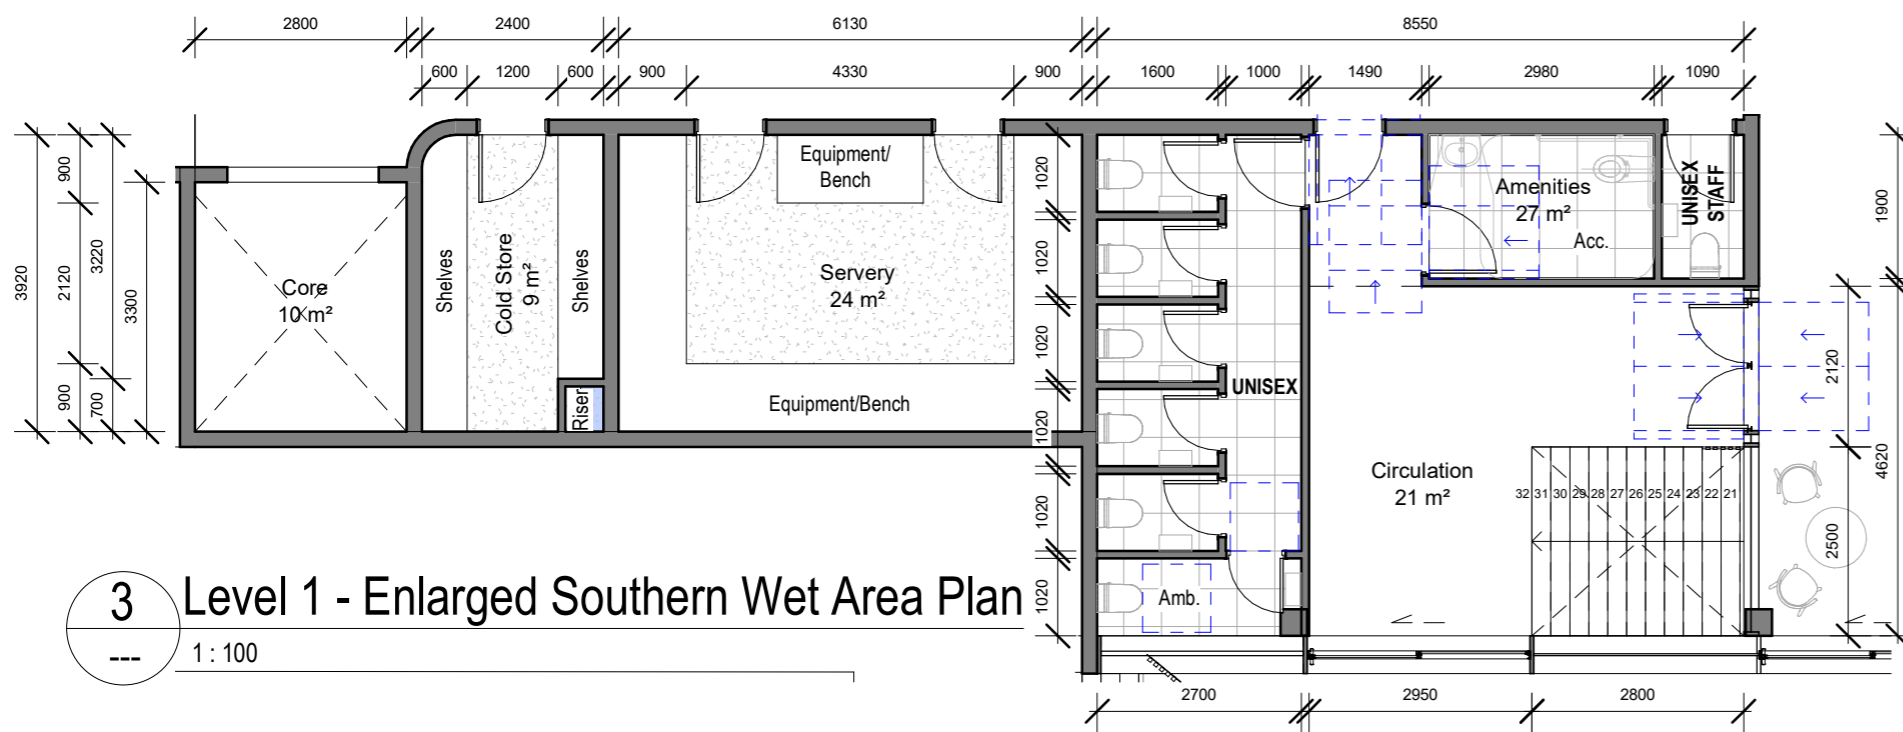 2800
2400
6130
8550
600
1200
600
900
4330
900
1600
1000
1490
2980
1090
3920
2120
900
900
3220
700
3300
Core
10 m²
Shelves
Cold Store
9 m²
Shelves
Riser
Equipment/
Bench
Servery
24 m²
Equipment/Bench
1020
1020
1020
1020
1020
1020
UNISEX
Amb.
Amenities
27 m²
Acc.
UNISEX
STAFF
Circulation
21 m²
32 31 30 29 28 27 26 25 24 23 22 21
1900
2120
4620
2500
2700
2950
2800
3
---
Level 1 - Enlarged Southern Wet Area Plan
1 : 100